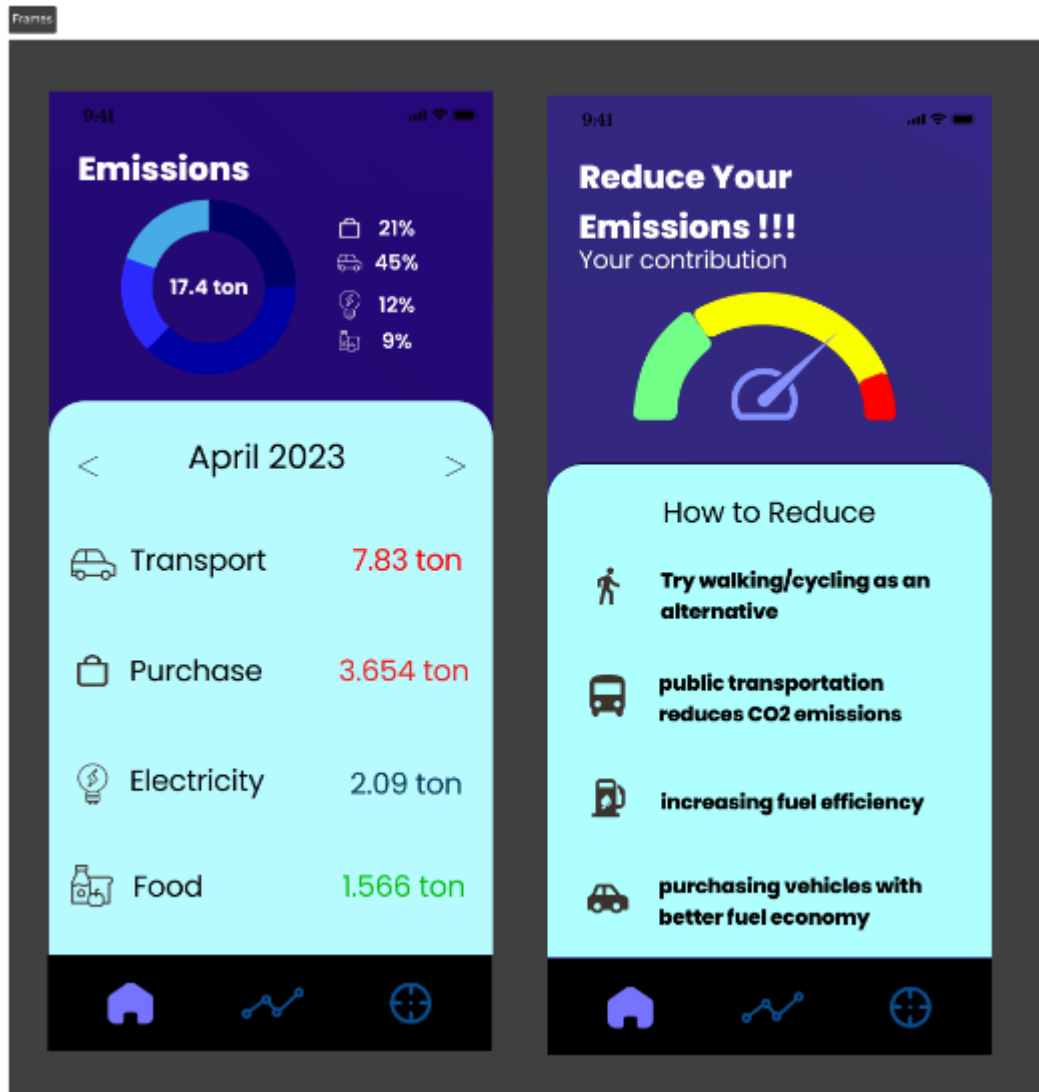 Frames
9:41
Emissions
17.4 ton
21%
45%
12%
9%
< April 2023 >
Transport 7.83 ton
Purchase 3.654 ton
Electricity 2.09 ton
Food 1.566 ton
9:41
Reduce Your
Emissions !!!
Your contribution
How to Reduce
Try walking/cycling as an
alternative
public transportation
reduces CO2 emissions
increasing fuel efficiency
purchasing vehicles with
better fuel economy